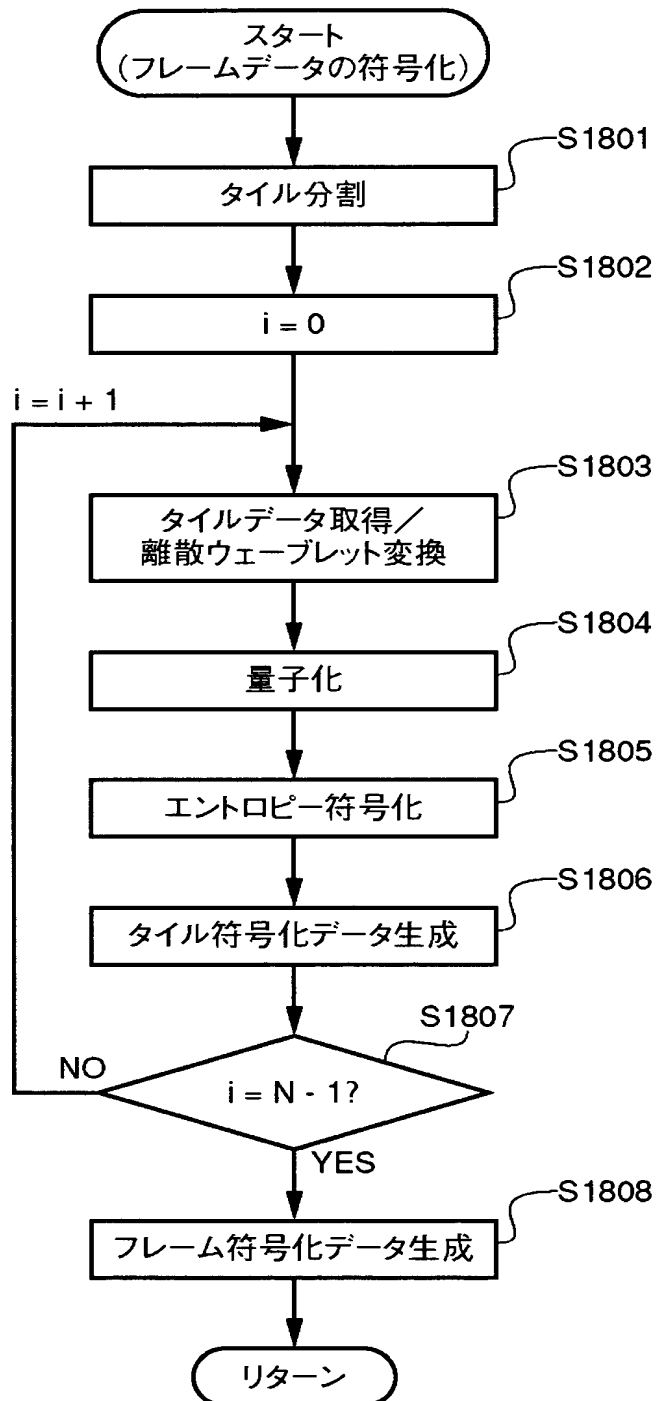 スタート
(フレームデータの符号化)
S1801
タイル分割
S1802
i = 0
i = i + 1
S1803
タイルデータ取得／
離散ウェーブレット変換
S1804
量子化
S1805
エントロピー符号化
S1806
タイル符号化データ生成
S1807
NO
i = N - 1?
YES
S1808
フレーム符号化データ生成
リターン